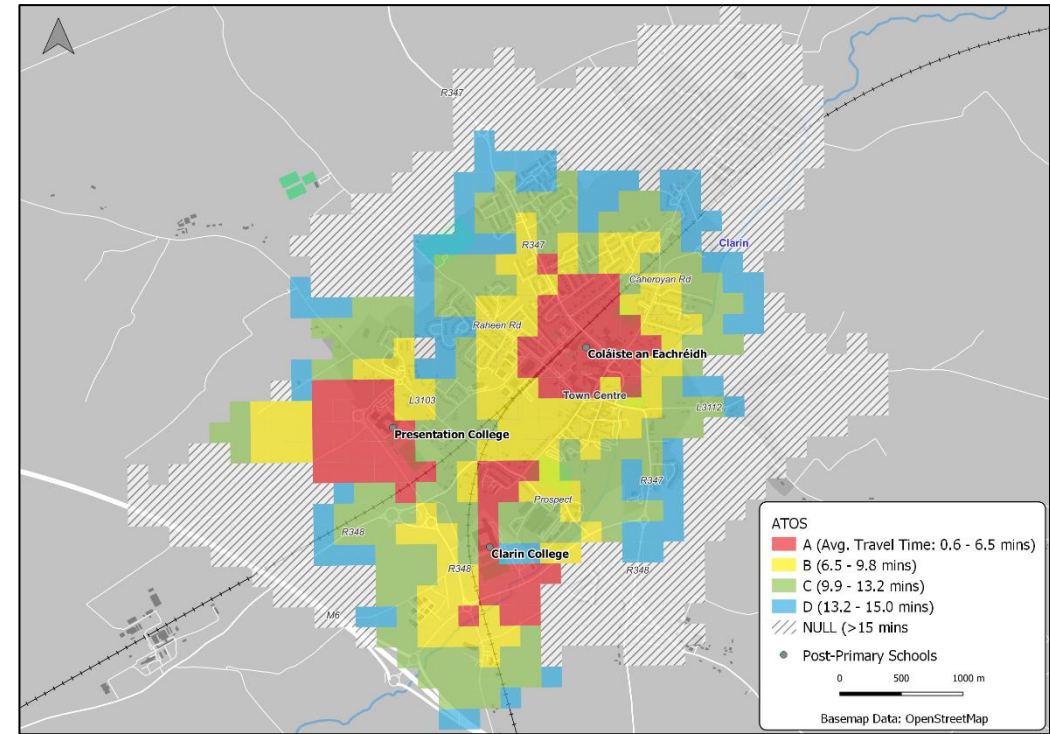 R347
Clarin
R347
Caheroyan Rd
Raheen Rd
Coláiste an Eachréidh
Town Centre
L3103
L3112
Presentation College
R347
Prospect
R348
Clarin College
R348
R348
M6
ATOS
A (Avg. Travel Time: 0.6 - 6.5 mins)
B (6.5 - 9.8 mins)
C (9.9 - 13.2 mins)
D (13.2 - 15.0 mins)
NULL (>15 mins
Post-Primary Schools
0 500 1000 m
Basemap Data: OpenStreetMap